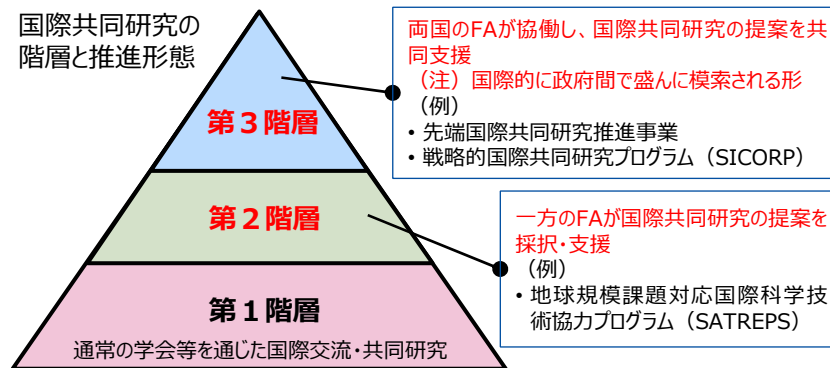 国際共同研究の
階層と推進形態
第３階層
第２階層
第１階層
通常の学会等を通じた国際交流・共同研究
両国のFAが協働し、国際共同研究の提案を共
同支援
（注）国際的に政府間で盛んに模索される形
（例）
• 先端国際共同研究推進事業
• 戦略的国際共同研究プログラム（SICORP）
一方のFAが国際共同研究の提案を
採択・支援
（例）
• 地球規模課題対応国際科学技
術協力プログラム（SATREPS）